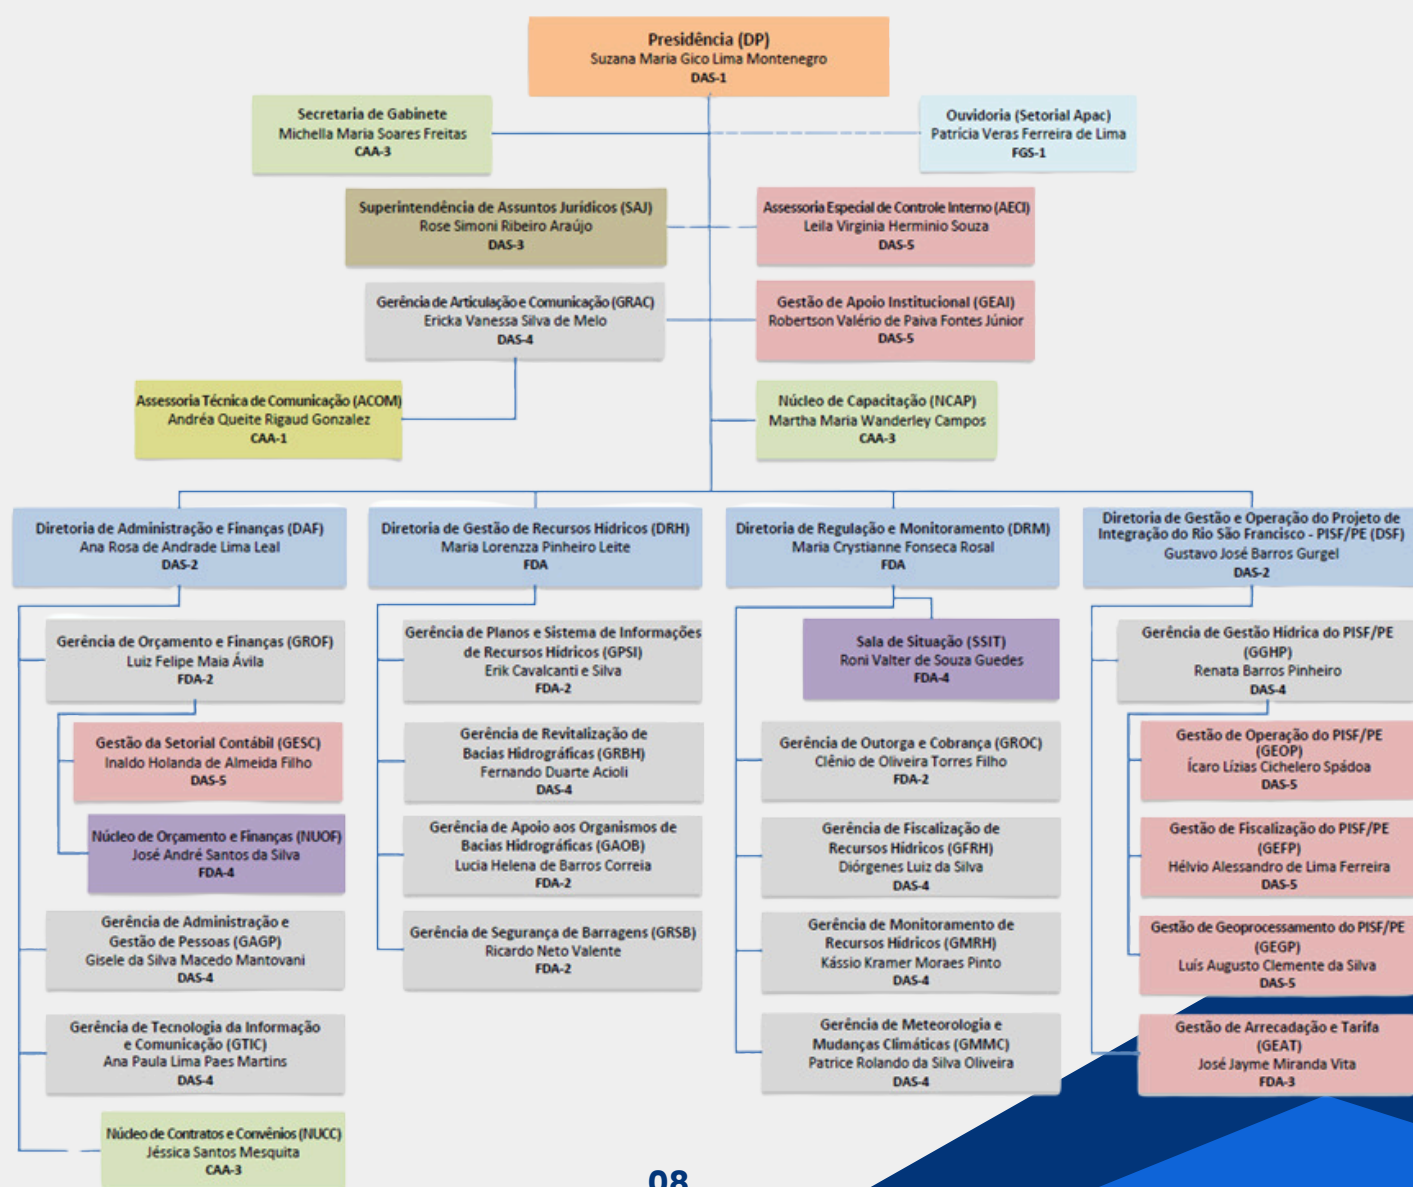 Presidência (DP)
Suzana Maria Gico Lima Montenegro
DAS-1
Secretaria de Gabinete
Michella Maria Soares Freitas
CAA-3
Ouvidoria (Setorial Apac)
Patrícia Veras Ferreira de Lima
FGS-1
Superintendência de Assuntos Jurídicos (SAJ)
Rose Simoni Ribeiro Araújo
DAS-3
Assessoria Especial de Controle Interno (AECI)
Leila Virginia Herminio Souza
DAS-5
Gerência de Articulação e Comunicação (GRAC)
Ericka Vanessa Silva de Melo
DAS-4
Gestão de Apoio Institucional (GEAI)
Robertson Valério de Paiva Fontes Júnior
DAS-5
Assessoria Técnica de Comunicação (ACOM)
Andréa Queite Rigaud Gonzalez
CAA-1
Núcleo de Capacitação (NCAP)
Martha Maria Wanderley Campos
CAA-3
Diretoria de Administração e Finanças (DAF)
Ana Rosa de Andrade Lima Leal
DAS-2
Gerência de Orçamento e Finanças (GROF)
Luiz Felipe Maia Ávila
FDA-2
Gestão da Setorial Contábil (GESC)
Inaldo Holanda de Almeida Filho
DAS-5
Núcleo de Orçamento e Finanças (NUOF)
José André Santos da Silva
FDA-4
Gerência de Administração e
Gestão de Pessoas (GAGP)
Gisele da Silva Macedo Mantovani
DAS-4
Gerência de Tecnologia da Informação
e Comunicação (GTIC)
Ana Paula Lima Paes Martins
DAS-4
Núcleo de Contratos e Convênios (NUCC)
Jéssica Santos Mesquita
CAA-3
Diretoria de Gestão de Recursos Hídricos (DRH)
Maria Lorenzza Pinheiro Leite
FDA
Gerência de Planos e Sistema de Informações
de Recursos Hídricos (GPSI)
Erik Cavalcanti e Silva
FDA-2
Gerência de Revitalização de
Bacias Hidrográficas (GRBH)
Fernando Duarte Acioli
DAS-4
Gerência de Apoio aos Organismos de
Bacias Hidrográficas (GAOB)
Lucia Helena de Barros Correia
FDA-2
Gerência de Segurança de Barragens (GRSB)
Ricardo Neto Valente
FDA-2
Diretoria de Regulação e Monitoramento (DRM)
Maria Crystianne Fonseca Rosal
FDA
Sala de Situação (SSIT)
Roni Valter de Souza Guedes
FDA-4
Gerência de Outorga e Cobrança (GROC)
Clênio de Oliveira Torres Filho
FDA-2
Gerência de Fiscalização de
Recursos Hídricos (GFRH)
Diórgenes Luiz da Silva
DAS-4
Gerência de Monitoramento de
Recursos Hídricos (GMRH)
Kássio Kramer Moraes Pinto
DAS-4
Gerência de Meteorologia e
Mudanças Climáticas (GMMC)
Patrice Rolando da Silva Oliveira
DAS-4
Diretoria de Gestão e Operação do Projeto de
Integração do Rio São Francisco - PISF/PE (DSF)
Gustavo José Barros Gurgel
DAS-2
Gerência de Gestão Hídrica do PISF/PE
(GGHP)
Renata Barros Pinheiro
DAS-4
Gestão de Operação do PISF/PE
(GEOP)
Ícaro Lízias Cichelero Spádoa
DAS-5
Gestão de Fiscalização do PISF/PE
(GEFP)
Hélvio Alessandro de Lima Ferreira
DAS-5
Gestão de Geoprocessamento do PISF/PE
(GEGP)
Luís Augusto Clemente da Silva
DAS-5
Gestão de Arrecadação e Tarifa
(GEAT)
José Jayme Miranda Vita
FDA-3
08